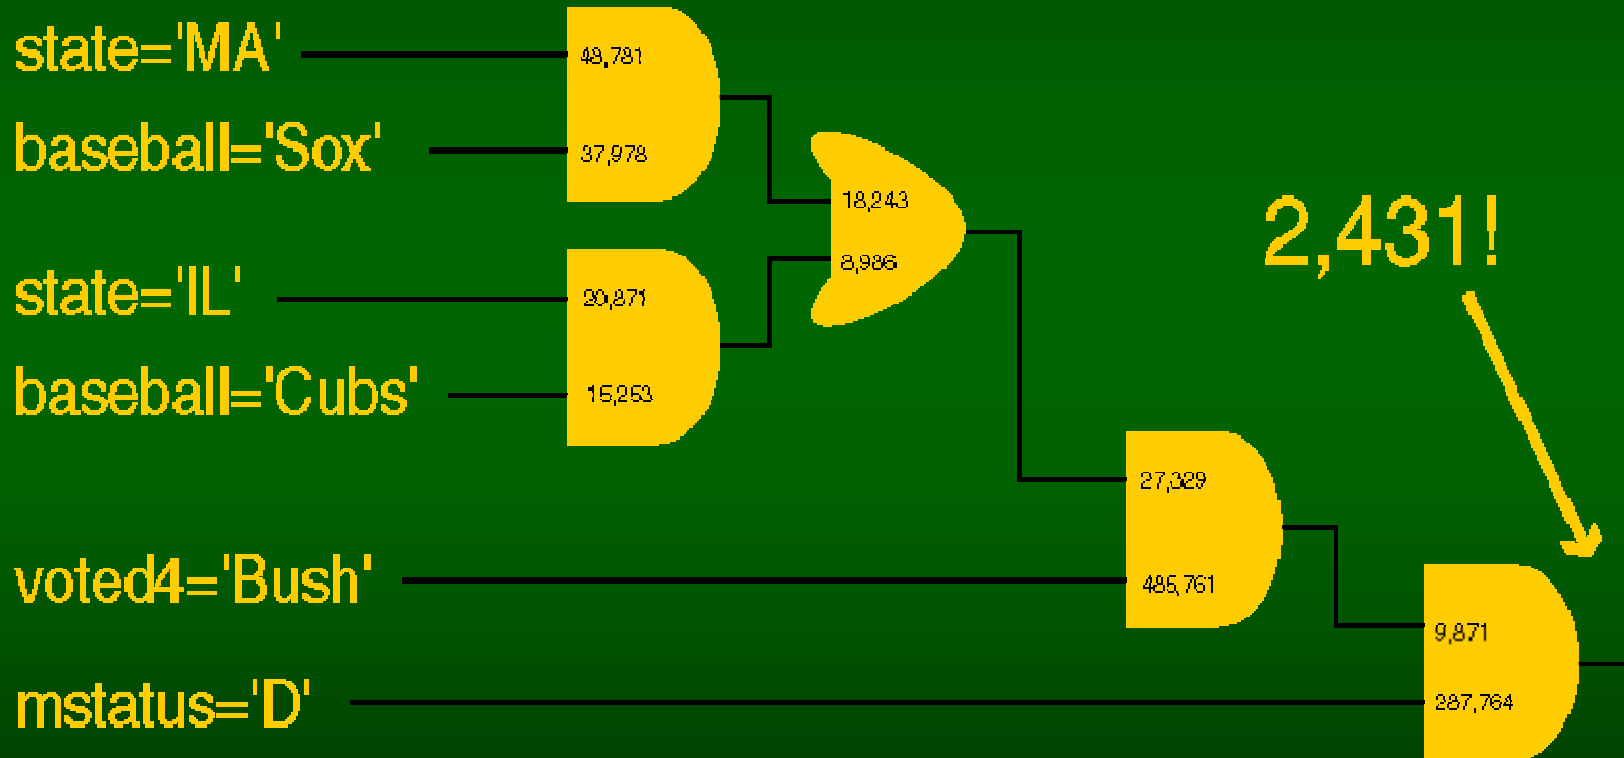 state='MA'
48,781
baseball='Sox'
37,978
18,243
8,986
2,431!
state='IL'
20,871
baseball='Cubs'
15,253
27,329
voted4='Bush'
485,761
9,871
mstatus='D'
287,764